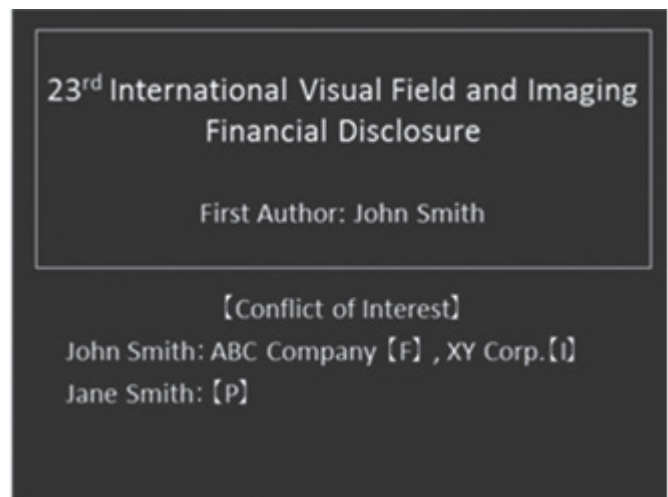 23rd International Visual Field and Imaging
Financial Disclosure
First Author: John Smith
【Conflict of Interest】
John Smith: ABC Company【F】, XY Corp.【I】
Jane Smith:【P】